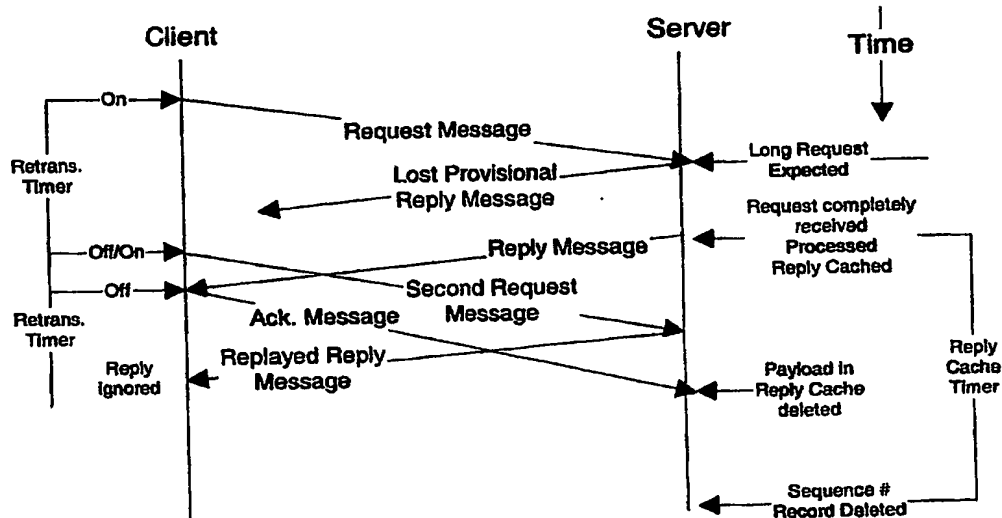 Client
Server
Time
On
Request Message
Long Request
Expected
Retrans.
Timer
Lost Provisional
Reply Message
Request completely
received
Processed
Reply Cached
Off/On
Reply Message
Off
Second Request
Message
Retrans.
Timer
Ack. Message
Reply
Ignored
Replayed Reply
Message
Payload in
Reply Cache
deleted
Reply
Cache
Timer
Sequence #
Record Deleted